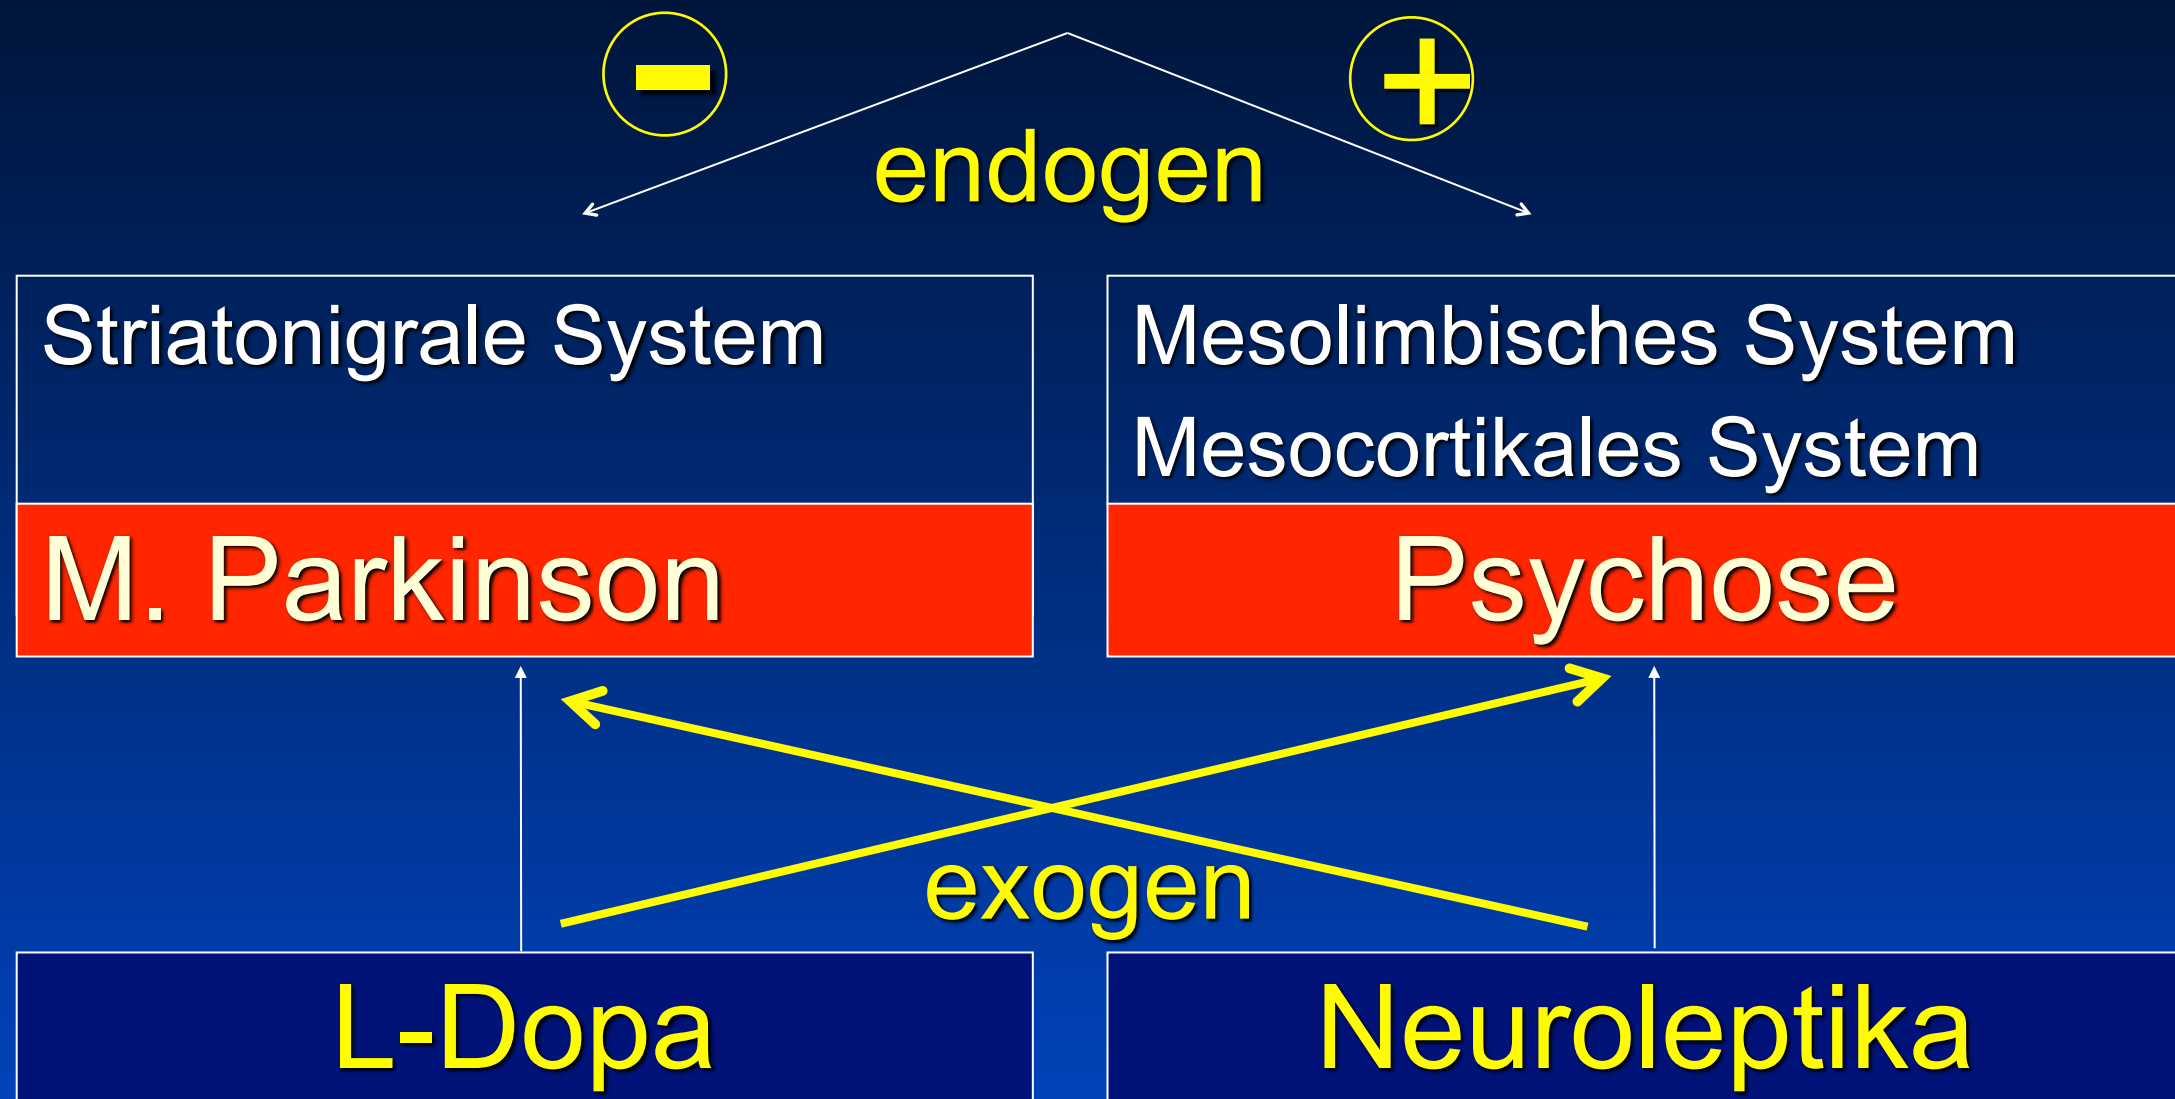 - +
endogen
Striatonigrale System
Mesolimbisches System
Mesocortikales System
M. Parkinson
Psychose
exogen
L-Dopa
Neuroleptika